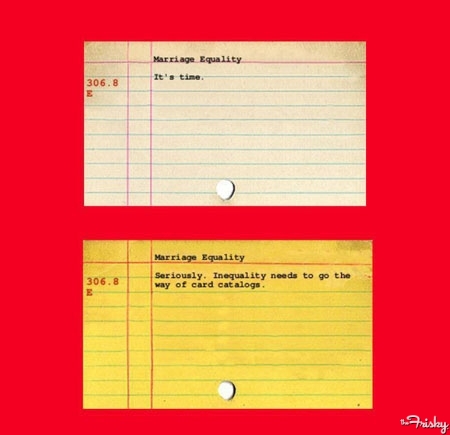 Marriage Equality
It's time.
306.8
E
Marriage Equality
Seriously. Inequality needs to go the
way of card catalogs.
306.8
E
the Frisky